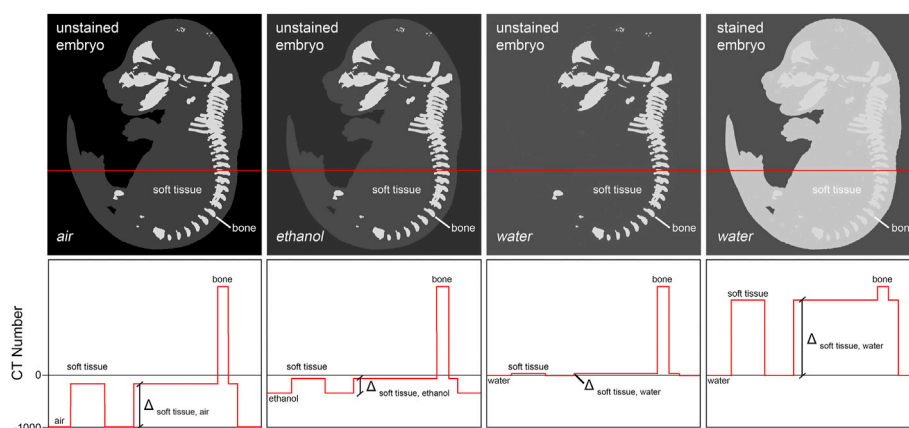 unstained
embryo
soft tissue
bone
air
unstained
embryo
soft tissue
bone
ethanol
unstained
embryo
soft tissue
bone
water
stained
embryo
soft tissue
bone
water
CT Number
0
-1000
bone
soft tissue
air
Δ soft tissue, air
bone
soft tissue
ethanol
Δ soft tissue, ethanol
bone
soft tissue
water
Δ soft tissue, water
bone
soft tissue
water
Δ soft tissue, water